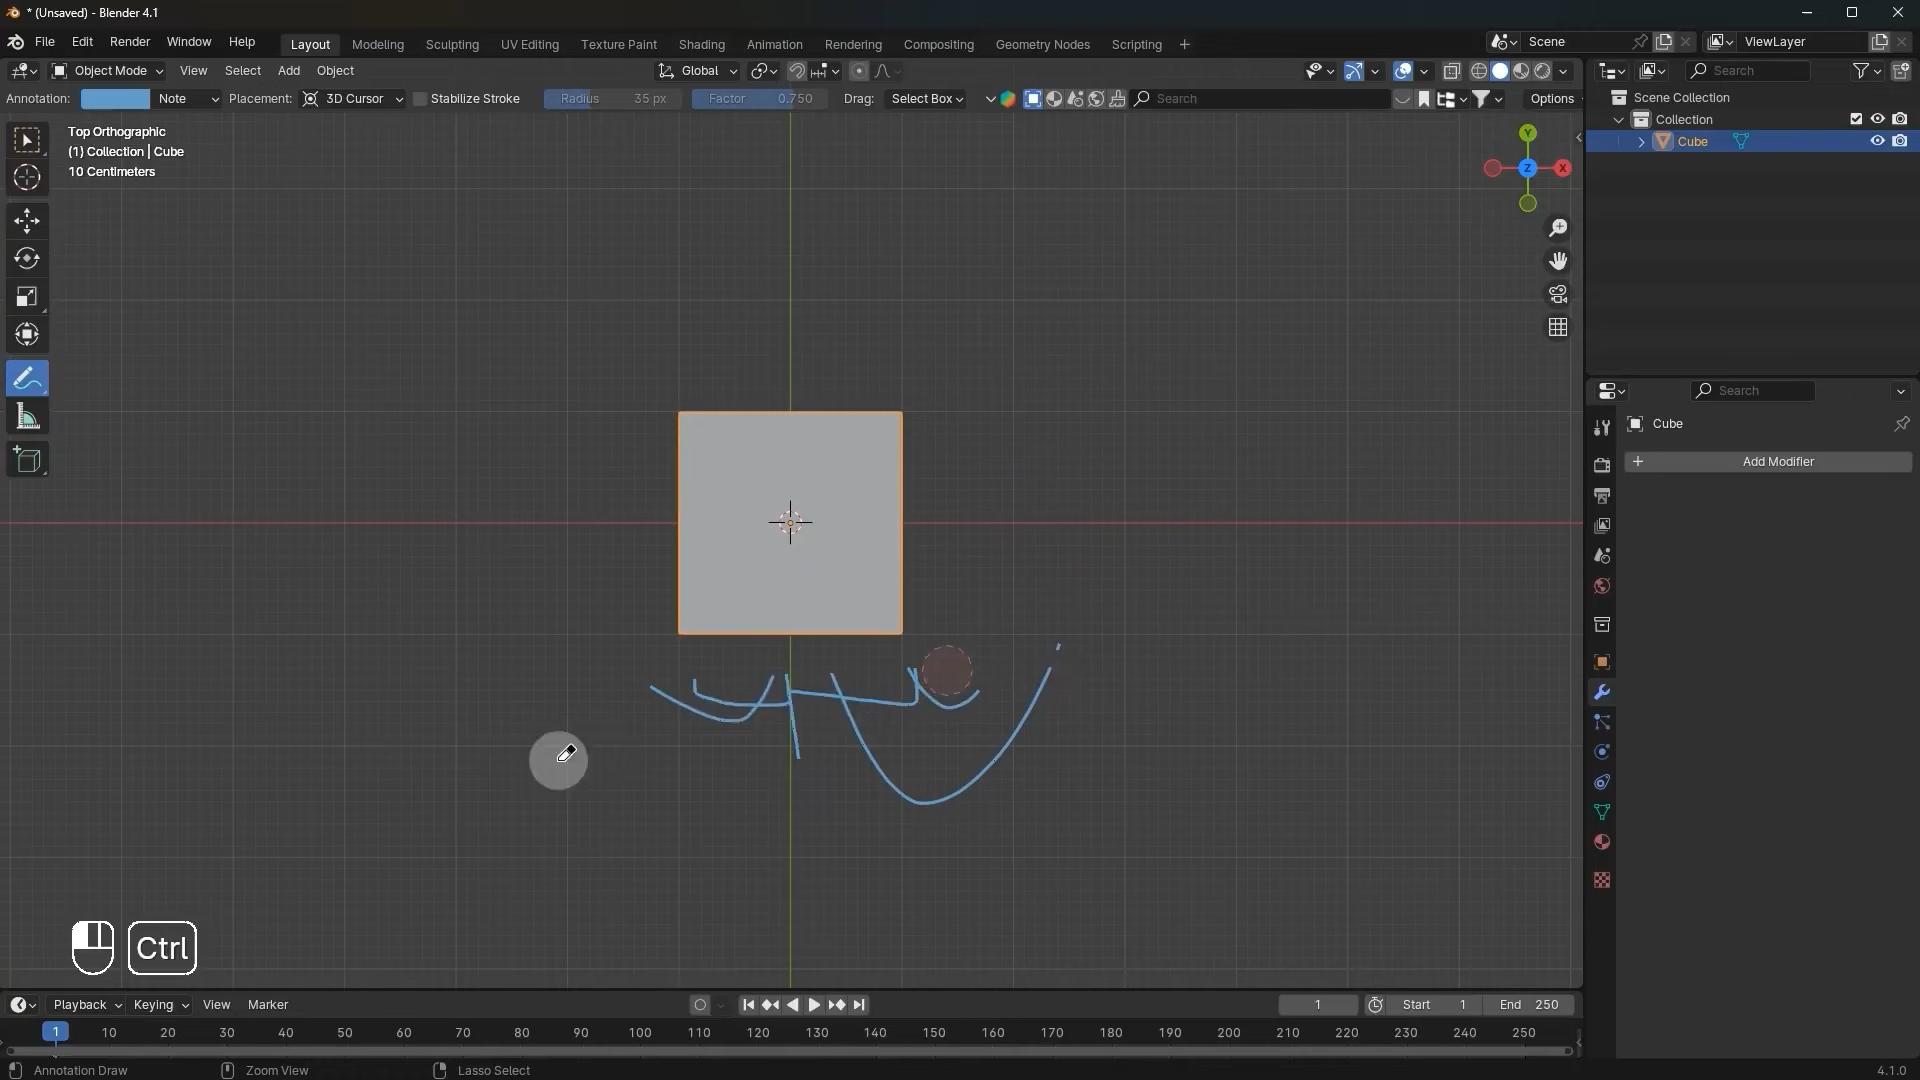 * (Unsaved) - Blender 4.1
File Edit Render Window Help Layout Modeling Sculpting UV Editing Texture Paint Shading Animation Rendering Compositing Geometry Nodes Scripting + Scene ViewLayer
Object Mode View Select Add Object Global Search
Annotation: Note Placement: 3D Cursor Stabilize Stroke Radius 35 px Factor 0.750 Drag: Select Box Search Options
Scene Collection
Collection
Cube
Top Orthographic
(1) Collection | Cube
10 Centimeters
Y
X
Z
Search
Cube
+ Add Modifier
Ctrl
Playback Keying View Marker 1 Start 1 End 250
1 10 20 30 40 50 60 70 80 90 100 110 120 130 140 150 160 170 180 190 200 210 220 230 240 250
Annotation Draw Zoom View Lasso Select 4.1.0